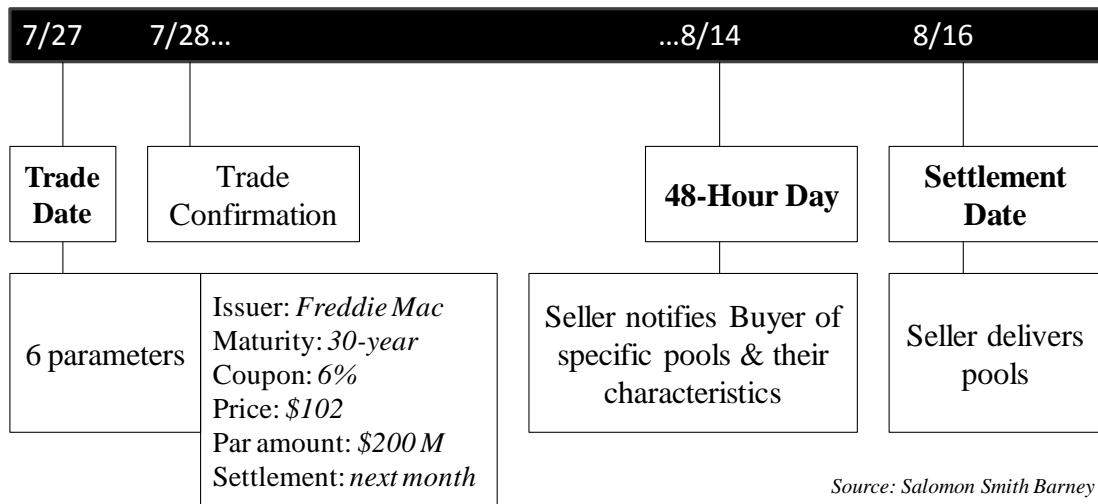 7/27 7/28... ...8/14 8/16
Trade
Date
Trade
Confirmation
48-Hour Day
Settlement
Date
6 parameters
Issuer: Freddie Mac
Maturity: 30-year
Coupon: 6%
Price: $102
Par amount: $200 M
Settlement: next month
Seller notifies Buyer of
specific pools & their
characteristics
Seller delivers
pools
Source: Salomon Smith Barney